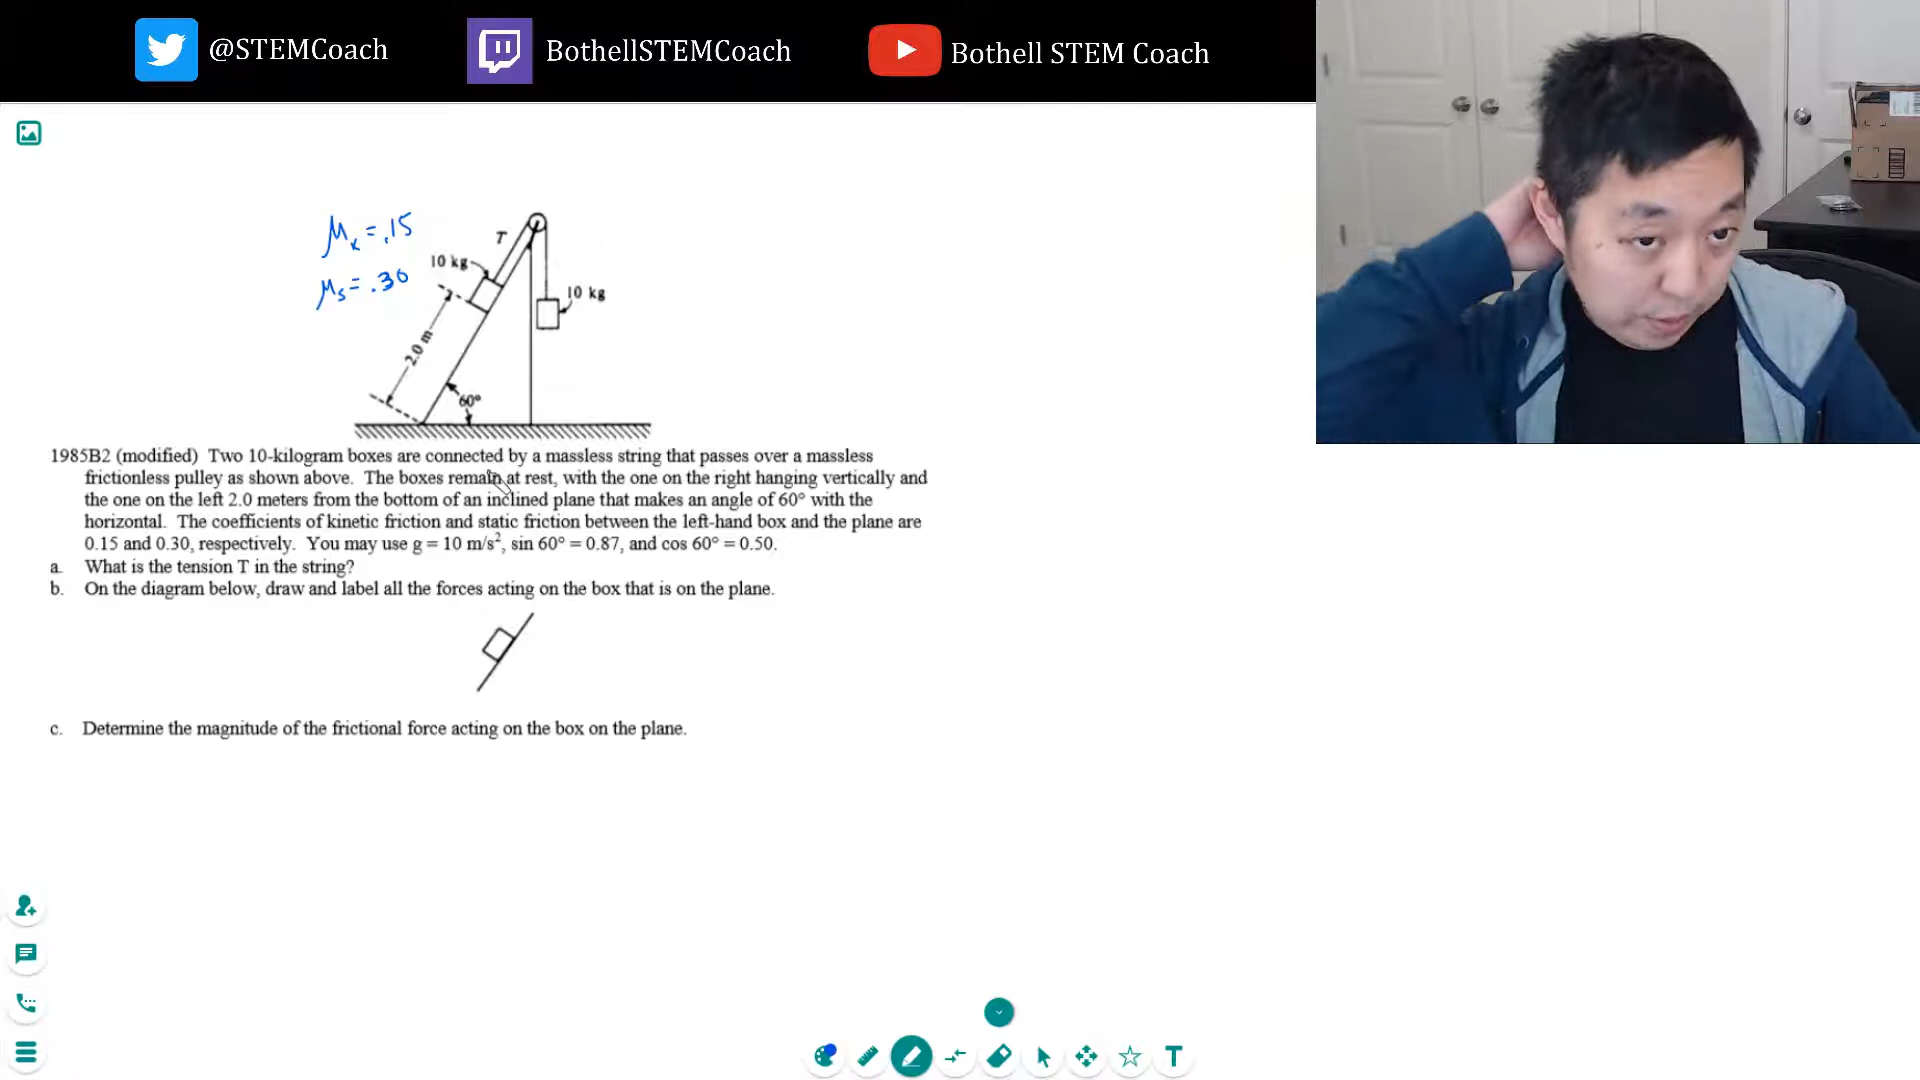 @STEMCoach
BothellSTEMCoach
Bothell STEM Coach
μk = .15
μs = .30
T
10 kg
10 kg
2.0 m
60°
1985B2 (modified) Two 10-kilogram boxes are connected by a massless string that passes over a massless
frictionless pulley as shown above. The boxes remain at rest, with the one on the right hanging vertically and
the one on the left 2.0 meters from the bottom of an inclined plane that makes an angle of 60° with the
horizontal. The coefficients of kinetic friction and static friction between the left-hand box and the plane are
0.15 and 0.30, respectively. You may use g = 10 m/s², sin 60° = 0.87, and cos 60° = 0.50.
a. What is the tension T in the string?
b. On the diagram below, draw and label all the forces acting on the box that is on the plane.
c. Determine the magnitude of the frictional force acting on the box on the plane.
T